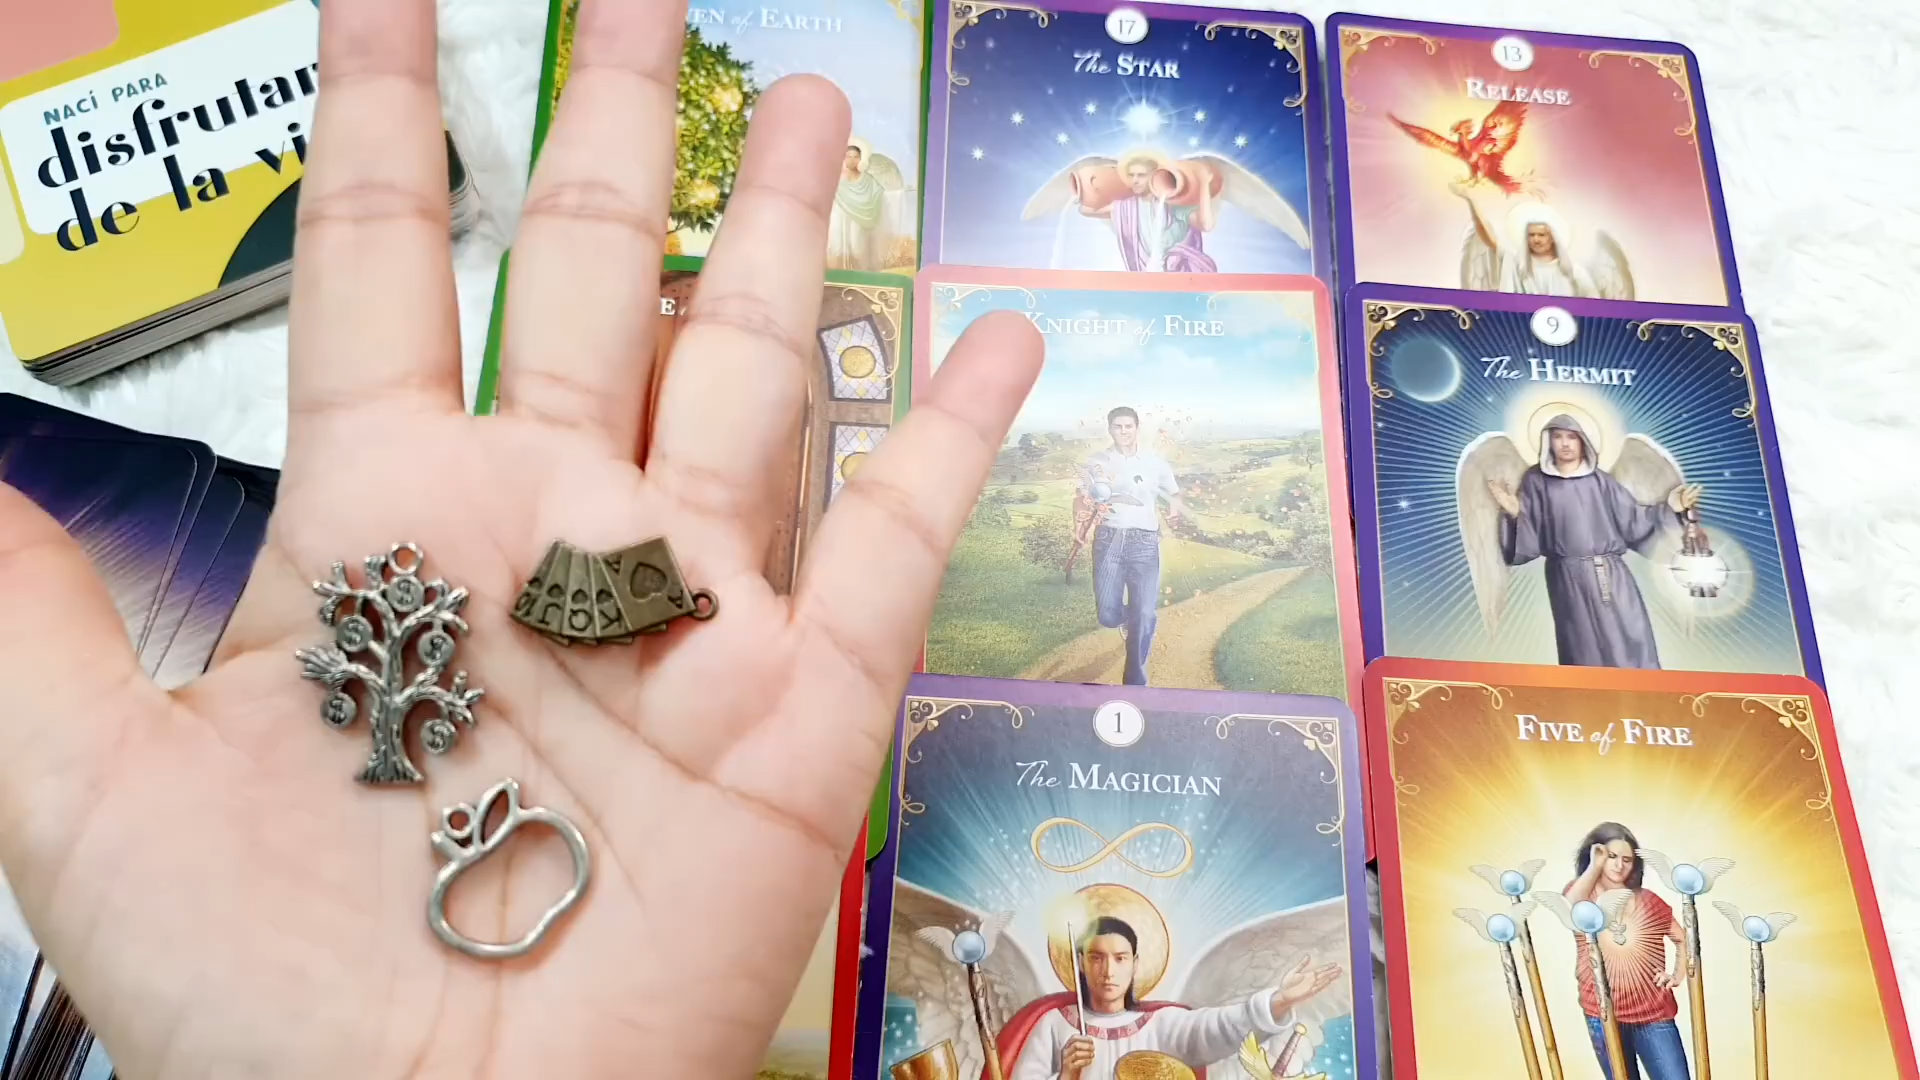 NACÍ PARA
disfrutar
de la vi
VEN of EARTH
17
The STAR
13
RELEASE
KNIGHT of FIRE
9
The HERMIT
1
The MAGICIAN
FIVE of FIRE
$
$
$
$
$
J
Q
K
A
A